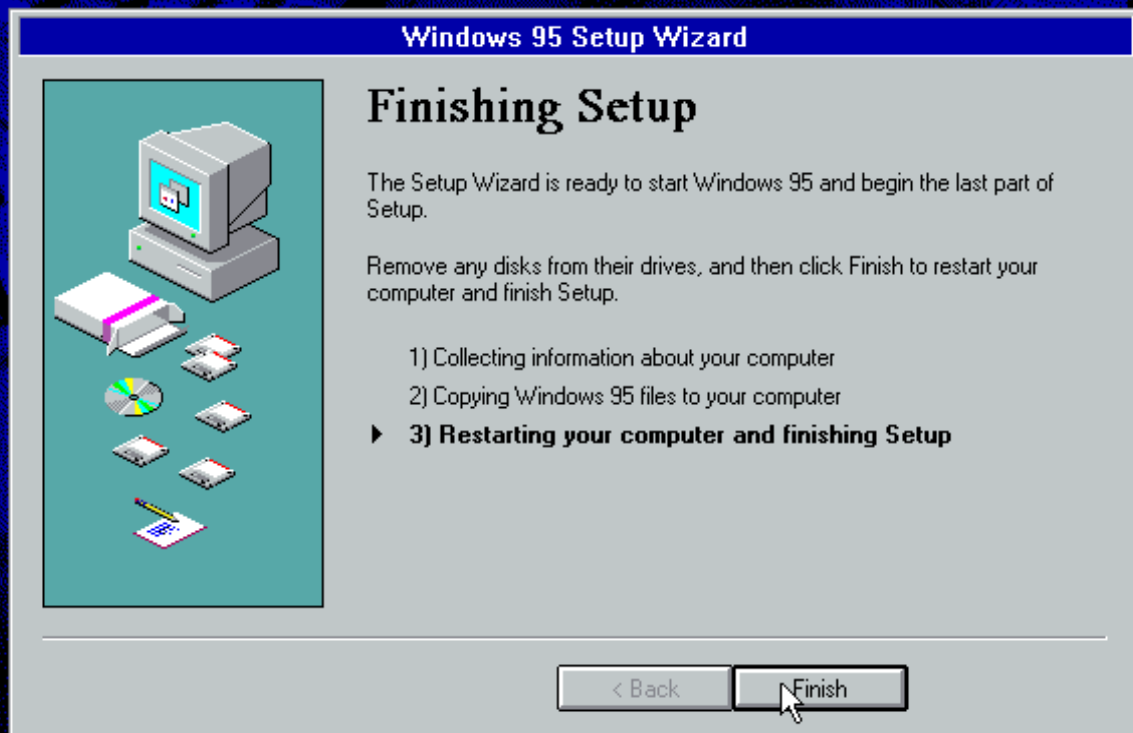 Windows 95 Setup Wizard
Finishing Setup
The Setup Wizard is ready to start Windows 95 and begin the last part of
Setup.
Remove any disks from their drives, and then click Finish to restart your
computer and finish Setup.
1) Collecting information about your computer
2) Copying Windows 95 files to your computer
3) Restarting your computer and finishing Setup
< Back
Finish